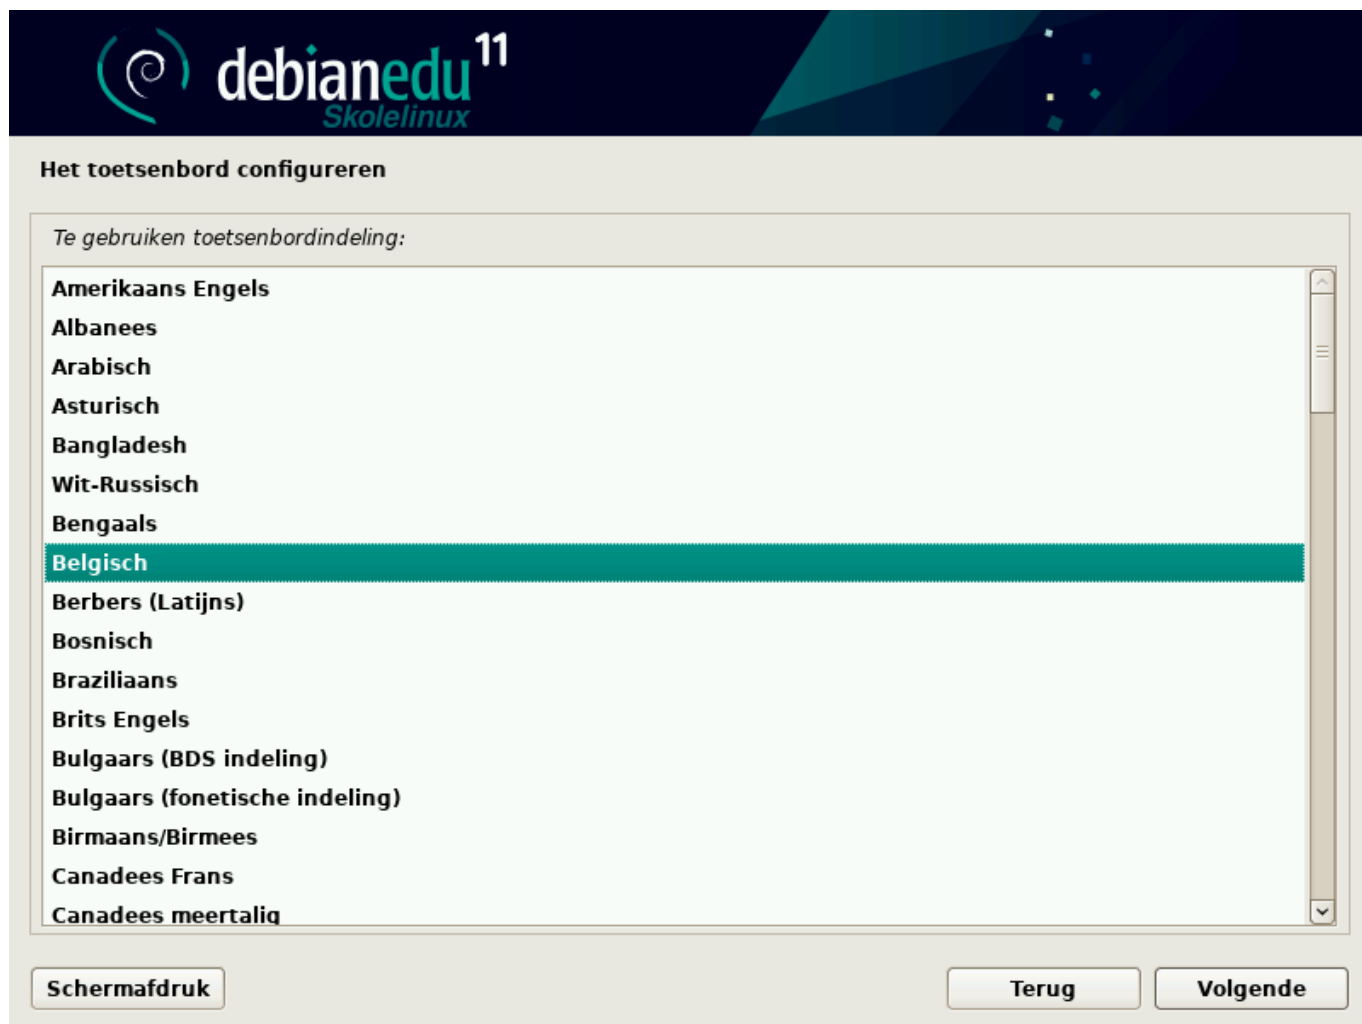 debianedu 11
Skolelinux
Het toetsenbord configureren
Te gebruiken toetsenbordindeling:
Amerikaans Engels
Albanees
Arabisch
Asturisch
Bangladesh
Wit-Russisch
Bengaals
Belgisch
Berbers (Latijns)
Bosnisch
Braziliaans
Brits Engels
Bulgaars (BDS indeling)
Bulgaars (fonetische indeling)
Birmaans/Birmees
Canadees Frans
Canadees meertalig
Schermafdruk
Terug
Volgende